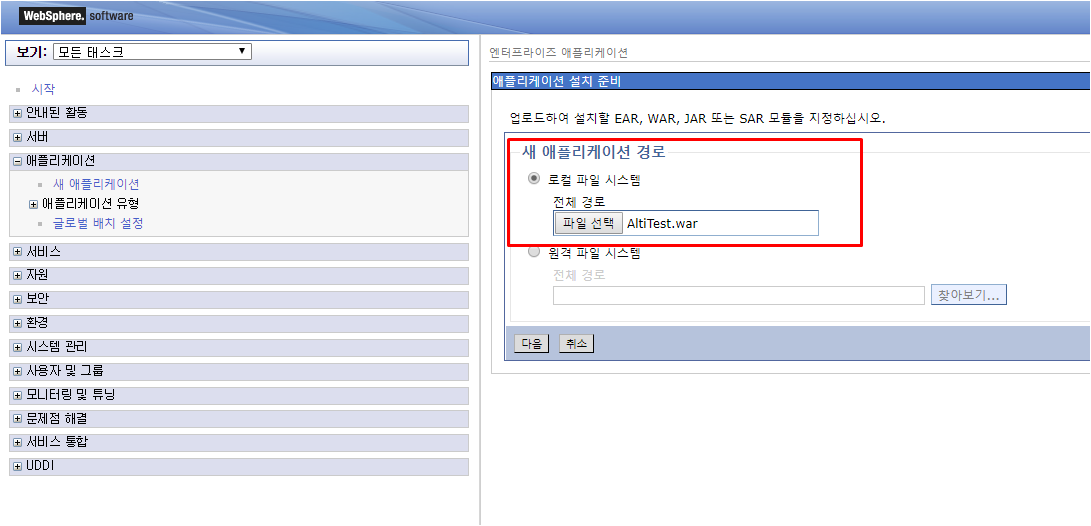 WebSphere. software
보기: 모든 태스크
시작
안내된 활동
서버
애플리케이션
새 애플리케이션
애플리케이션 유형
글로벌 배치 설정
서비스
자원
보안
환경
시스템 관리
사용자 및 그룹
모니터링 및 튜닝
문제점 해결
서비스 통합
UDDI
엔터프라이즈 애플리케이션
애플리케이션 설치 준비
업로드하여 설치할 EAR, WAR, JAR 또는 SAR 모듈을 지정하십시오.
새 애플리케이션 경로
로컬 파일 시스템
전체 경로
파일 선택 AltiTest.war
원격 파일 시스템
전체 경로
찾아보기...
다음 취소